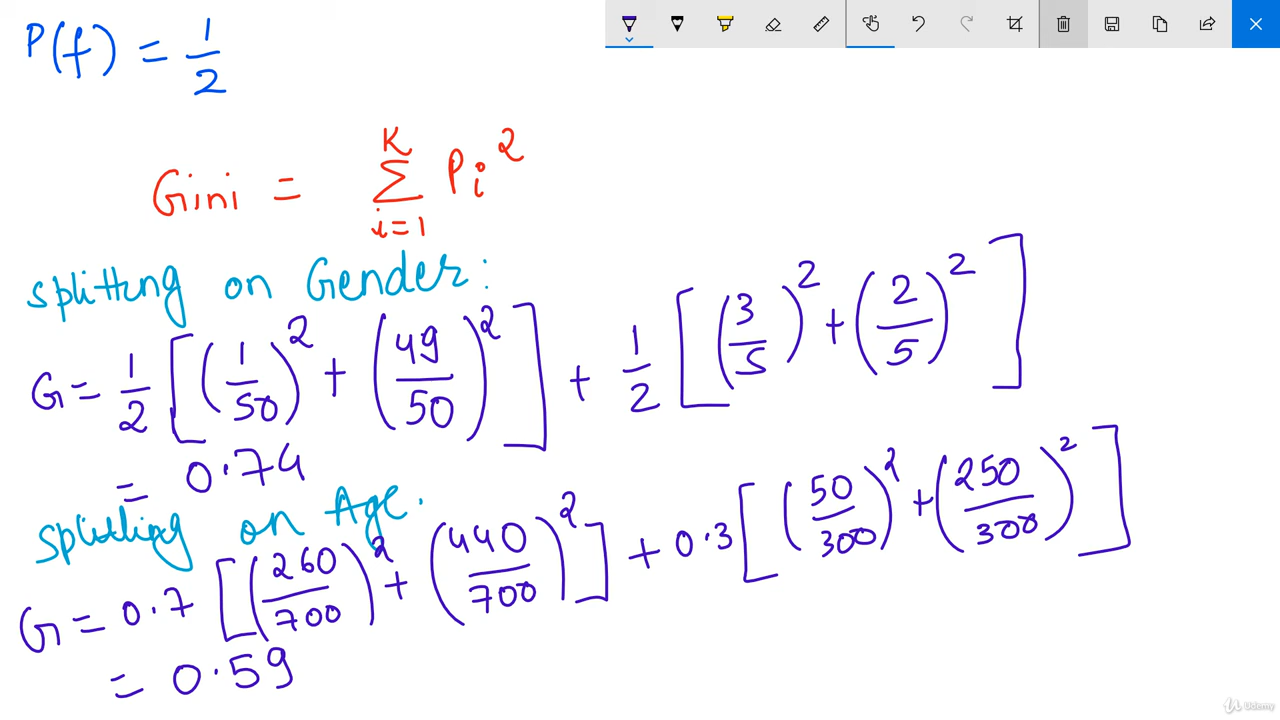 P(f) = 1/2
Gini = K Σ i=1 Pi²
splitting on Gender:
G = 1/2 [(1/50)² + (49/50)²] + 1/2 [(3/5)² + (2/5)²]
= 0.74
splitting on Age.
G = 0.7 [(260/700)² + (440/700)²] + 0.3 [(50/300)² + (250/300)²]
= 0.59
Udemy